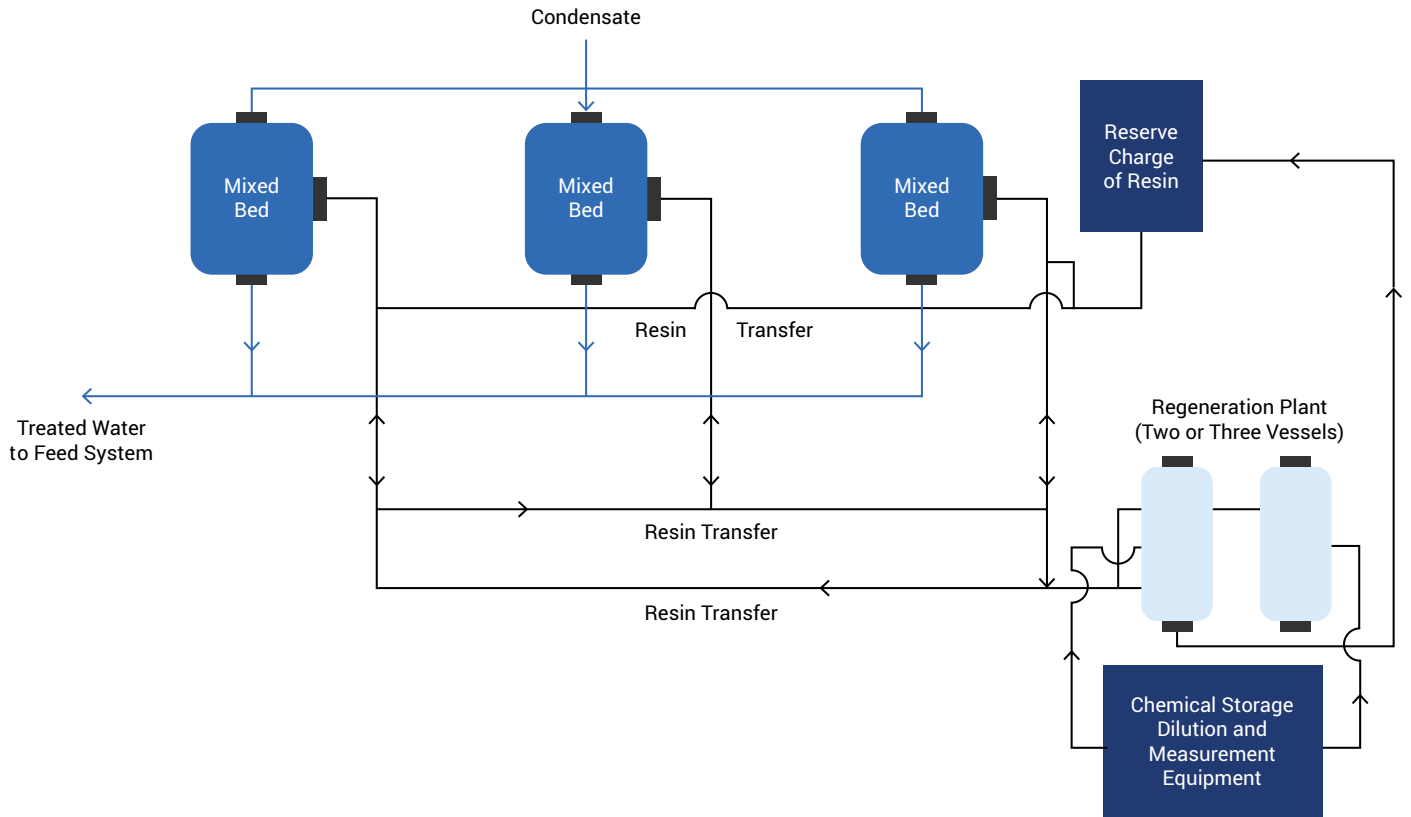 Condensate
Mixed
Bed
Mixed
Bed
Mixed
Bed
Reserve
Charge
of Resin
Resin Transfer
Treated Water
to Feed System
Regeneration Plant
(Two or Three Vessels)
Resin Transfer
Resin Transfer
Chemical Storage
Dilution and
Measurement
Equipment